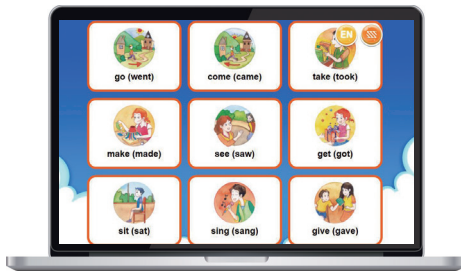 EN
go (went)
come (came)
take (took)
make (made)
see (saw)
get (got)
sit (sat)
sing (sang)
give (gave)